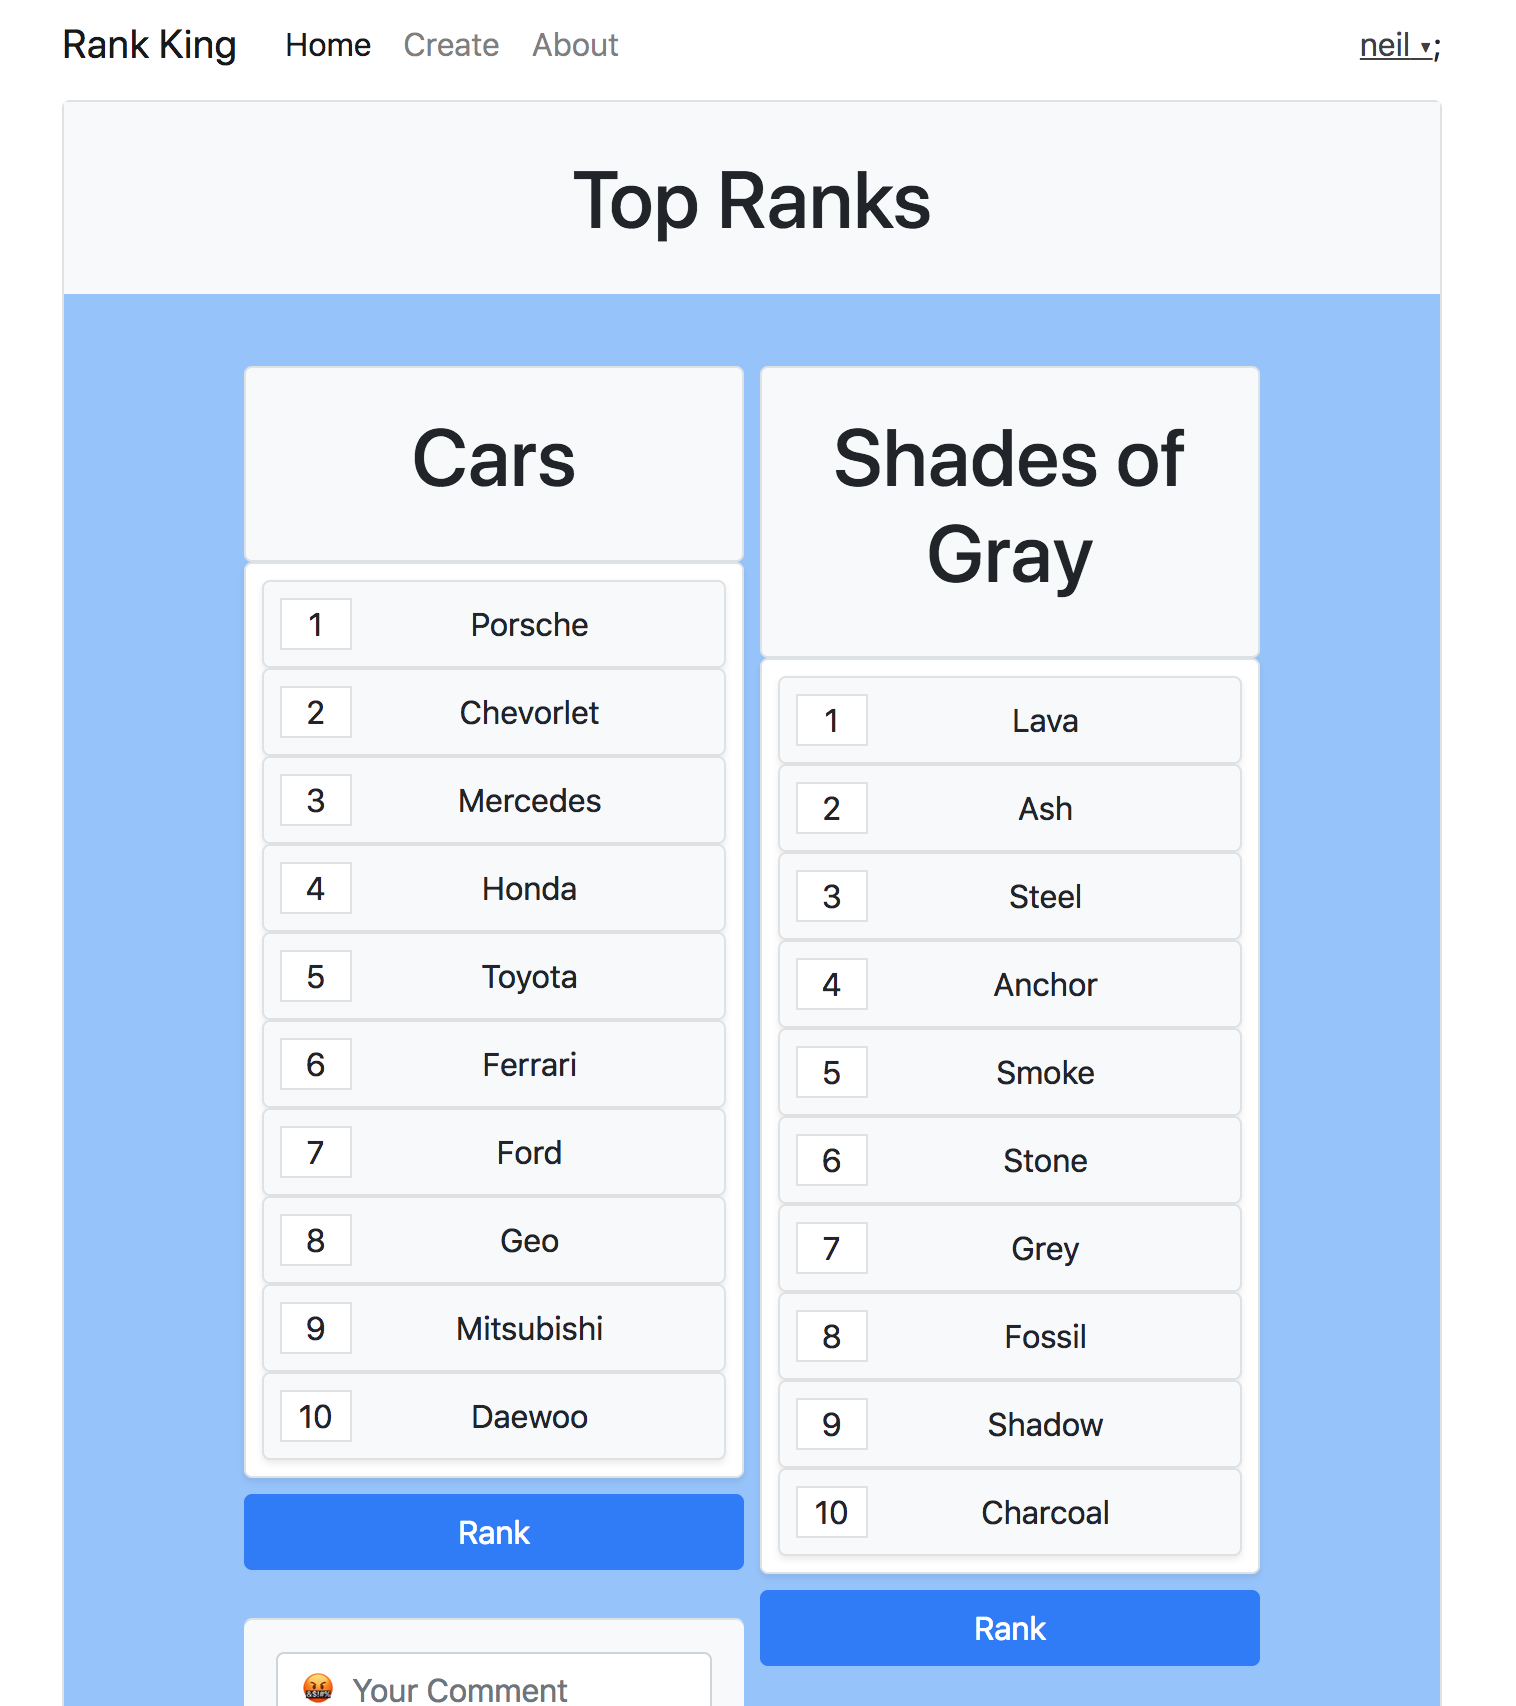 Rank King Home Create About neil ▾;
Top Ranks
Cars
1 Porsche
2 Chevorlet
3 Mercedes
4 Honda
5 Toyota
6 Ferrari
7 Ford
8 Geo
9 Mitsubishi
10 Daewoo
Rank
🤬 Your Comment
Shades of
Gray
1 Lava
2 Ash
3 Steel
4 Anchor
5 Smoke
6 Stone
7 Grey
8 Fossil
9 Shadow
10 Charcoal
Rank